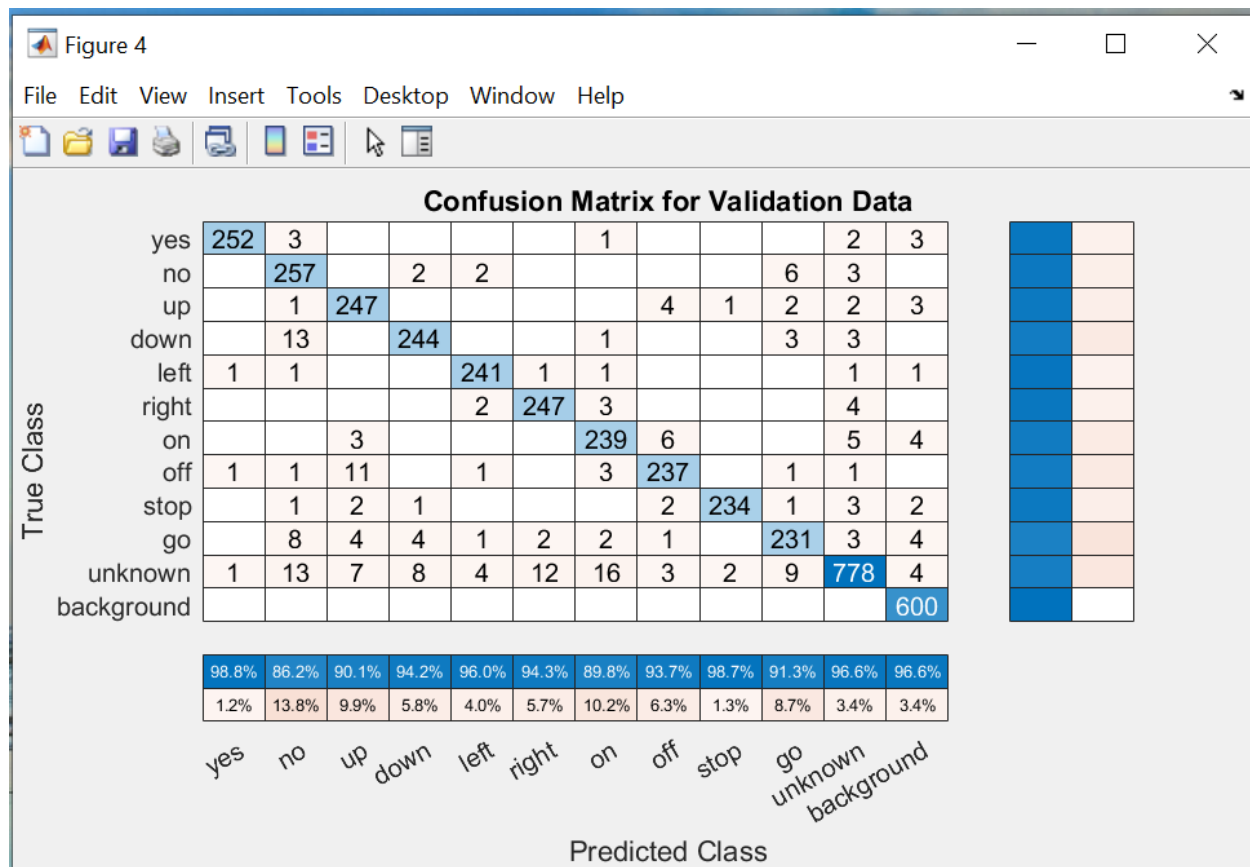 Figure 4
File Edit View Insert Tools Desktop Window Help
Confusion Matrix for Validation Data
True Class
yes 252 3 1 2 3
no 257 2 2 6 3
up 1 247 4 1 2 2 3
down 13 244 1 3 3
left 1 1 241 1 1 1 1
right 2 247 3 4
on 3 239 6 5 4
off 1 1 11 1 3 237 1 1
stop 1 2 1 2 234 1 3 2
go 8 4 4 1 2 2 1 231 3 4
unknown 1 13 7 8 4 12 16 3 2 9 778 4
background 600
98.8% 86.2% 90.1% 94.2% 96.0% 94.3% 89.8% 93.7% 98.7% 91.3% 96.6% 96.6%
1.2% 13.8% 9.9% 5.8% 4.0% 5.7% 10.2% 6.3% 1.3% 8.7% 3.4% 3.4%
yes no up down left right on off stop go unknown background
Predicted Class